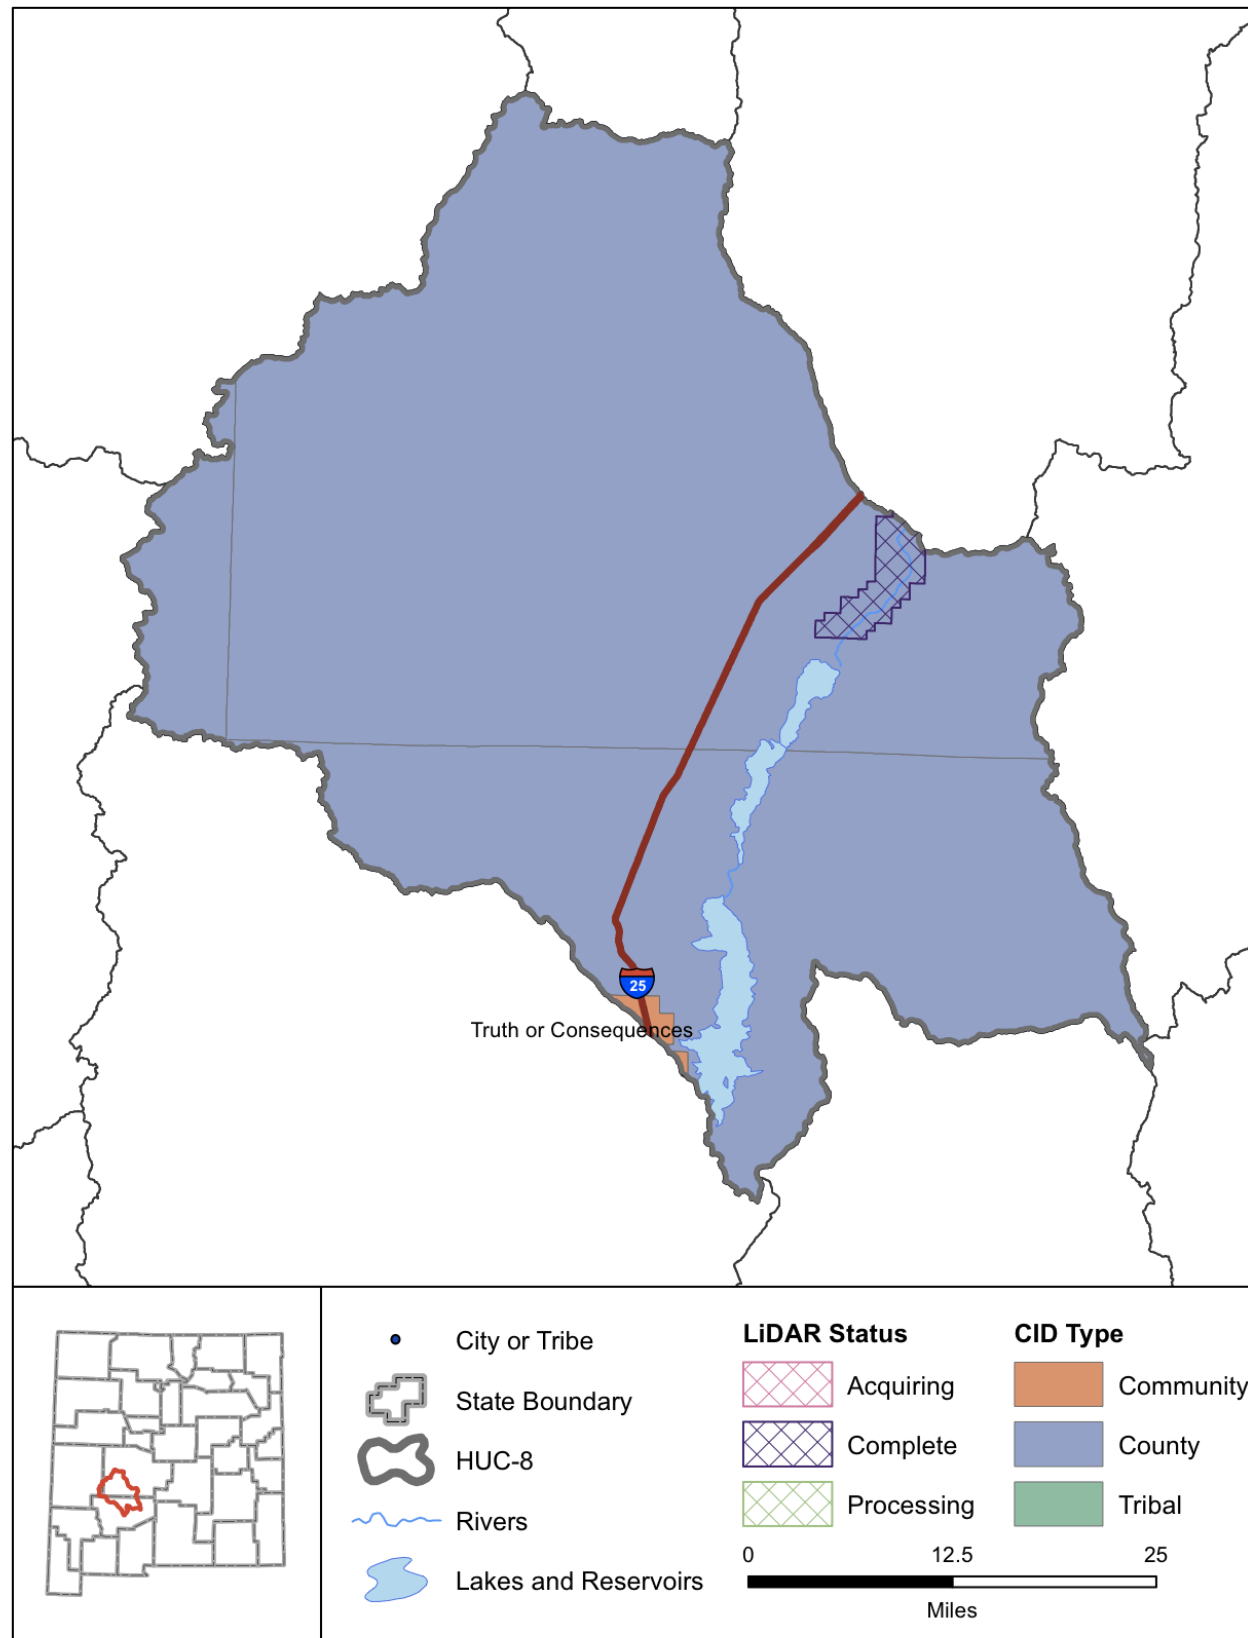 25
Truth or Consequences
City or Tribe
State Boundary
HUC-8
Rivers
Lakes and Reservoirs
LiDAR Status
Acquiring
Complete
Processing
CID Type
Community
County
Tribal
0 12.5 25
Miles